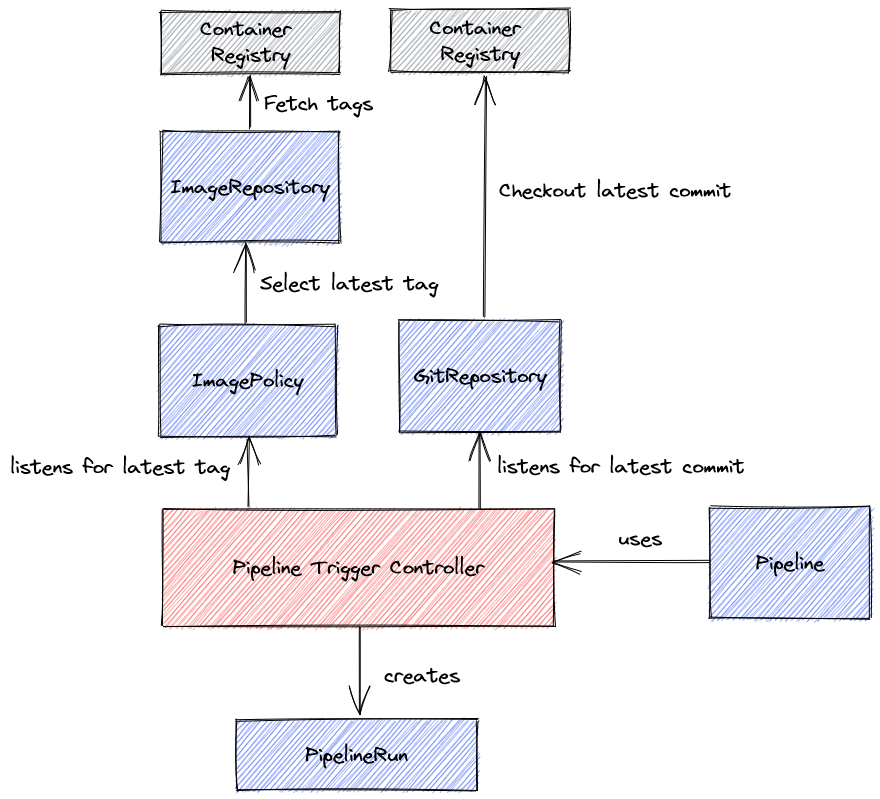 Container
Registry
Container
Registry
Fetch tags
ImageRepository
Checkout latest commit
Select latest tag
ImagePolicy
GitRepository
listens for latest tag
listens for latest commit
uses
Pipeline Trigger Controller
Pipeline
creates
PipelineRun